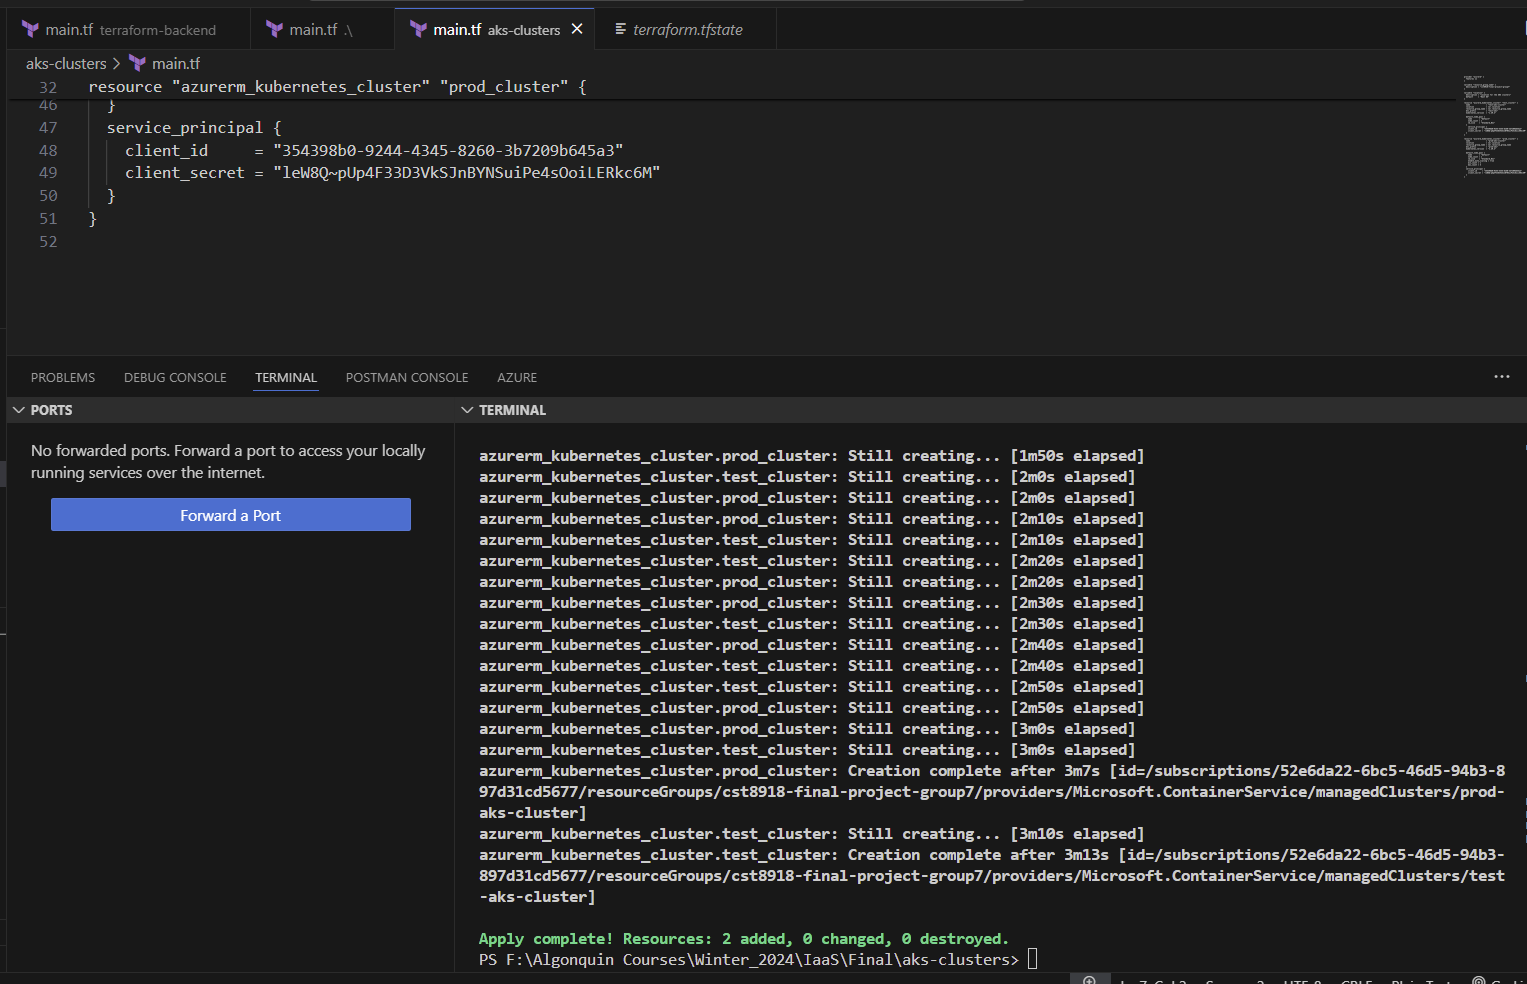 main.tf terraform-backend
main.tf .\
main.tf aks-clusters
terraform.tfstate
aks-clusters > main.tf
32 resource "azurerm_kubernetes_cluster" "prod_cluster" {
46 }
47 service_principal {
48 client_id = "354398b0-9244-4345-8260-3b7209b645a3"
49 client_secret = "leW8Q~pUp4F33D3VkSJnBYNSuiPe4sOoiLERkc6M"
50 }
51 }
52
PROBLEMS DEBUG CONSOLE TERMINAL POSTMAN CONSOLE AZURE
PORTS
No forwarded ports. Forward a port to access your locally
running services over the internet.
Forward a Port
TERMINAL
azurerm_kubernetes_cluster.prod_cluster: Still creating... [1m50s elapsed]
azurerm_kubernetes_cluster.test_cluster: Still creating... [2m0s elapsed]
azurerm_kubernetes_cluster.prod_cluster: Still creating... [2m0s elapsed]
azurerm_kubernetes_cluster.prod_cluster: Still creating... [2m10s elapsed]
azurerm_kubernetes_cluster.test_cluster: Still creating... [2m10s elapsed]
azurerm_kubernetes_cluster.test_cluster: Still creating... [2m20s elapsed]
azurerm_kubernetes_cluster.prod_cluster: Still creating... [2m20s elapsed]
azurerm_kubernetes_cluster.prod_cluster: Still creating... [2m30s elapsed]
azurerm_kubernetes_cluster.test_cluster: Still creating... [2m30s elapsed]
azurerm_kubernetes_cluster.prod_cluster: Still creating... [2m40s elapsed]
azurerm_kubernetes_cluster.test_cluster: Still creating... [2m40s elapsed]
azurerm_kubernetes_cluster.test_cluster: Still creating... [2m50s elapsed]
azurerm_kubernetes_cluster.prod_cluster: Still creating... [2m50s elapsed]
azurerm_kubernetes_cluster.prod_cluster: Still creating... [3m0s elapsed]
azurerm_kubernetes_cluster.test_cluster: Still creating... [3m0s elapsed]
azurerm_kubernetes_cluster.prod_cluster: Creation complete after 3m7s [id=/subscriptions/52e6da22-6bc5-46d5-94b3-8
97d31cd5677/resourceGroups/cst8918-final-project-group7/providers/Microsoft.ContainerService/managedClusters/prod-
aks-cluster]
azurerm_kubernetes_cluster.test_cluster: Still creating... [3m10s elapsed]
azurerm_kubernetes_cluster.test_cluster: Creation complete after 3m13s [id=/subscriptions/52e6da22-6bc5-46d5-94b3-
897d31cd5677/resourceGroups/cst8918-final-project-group7/providers/Microsoft.ContainerService/managedClusters/test
-aks-cluster]
Apply complete! Resources: 2 added, 0 changed, 0 destroyed.
PS F:\Algonquin Courses\Winter_2024\IaaS\Final\aks-clusters>